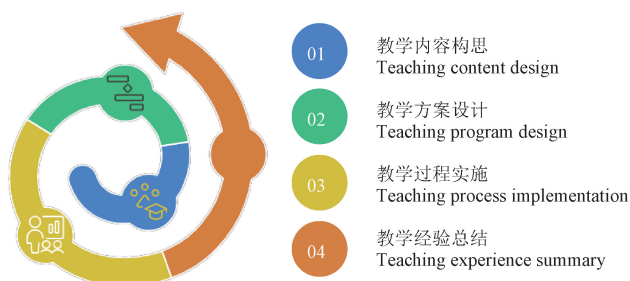 01
教学内容构思
Teaching content design
02
教学方案设计
Teaching program design
03
教学过程实施
Teaching process implementation
04
教学经验总结
Teaching experience summary